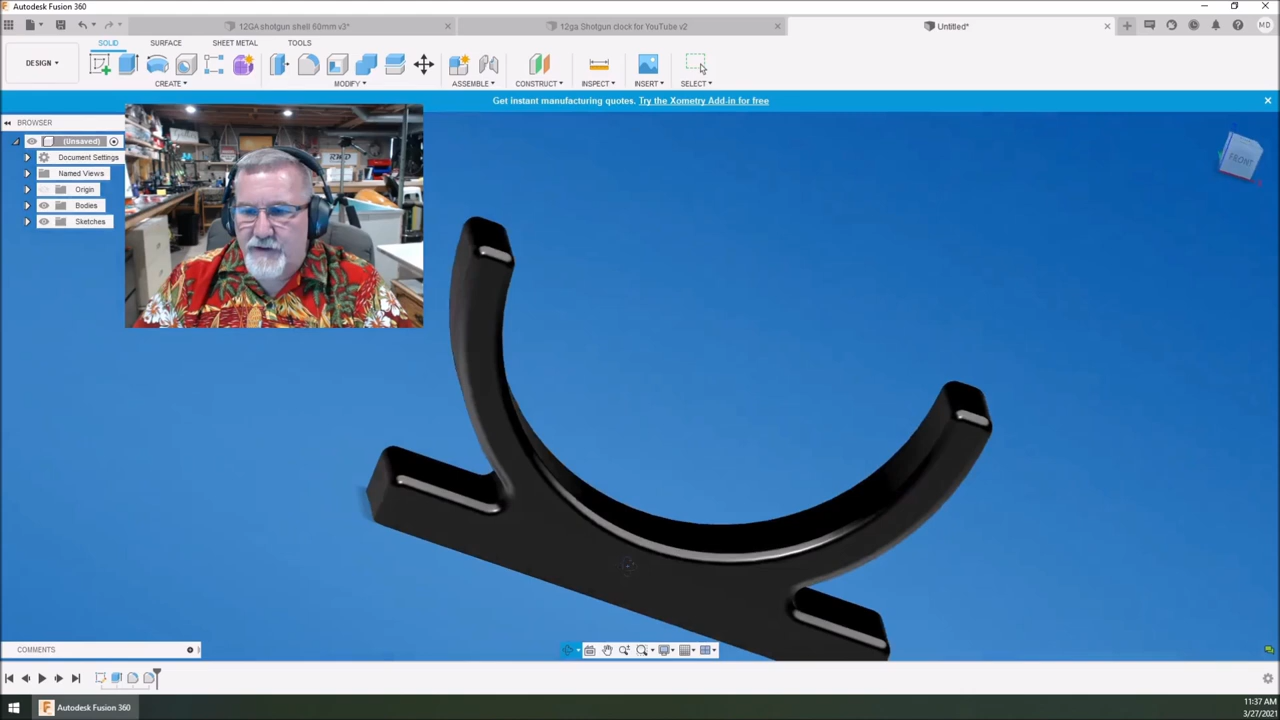 Autodesk Fusion 360
12GA shotgun shell 60mm v3*
12ga Shotgun clock for YouTube v2
Untitled*
MD
SOLID SURFACE SHEET METAL TOOLS
DESIGN
CREATE MODIFY ASSEMBLE CONSTRUCT INSPECT INSERT SELECT
Get instant manufacturing quotes. Try the Xometry Add-in for free
BROWSER
(Unsaved)
Document Settings
Named Views
Origin
Bodies
Sketches
FRONT
COMMENTS
Autodesk Fusion 360
11:37 AM
3/27/2021